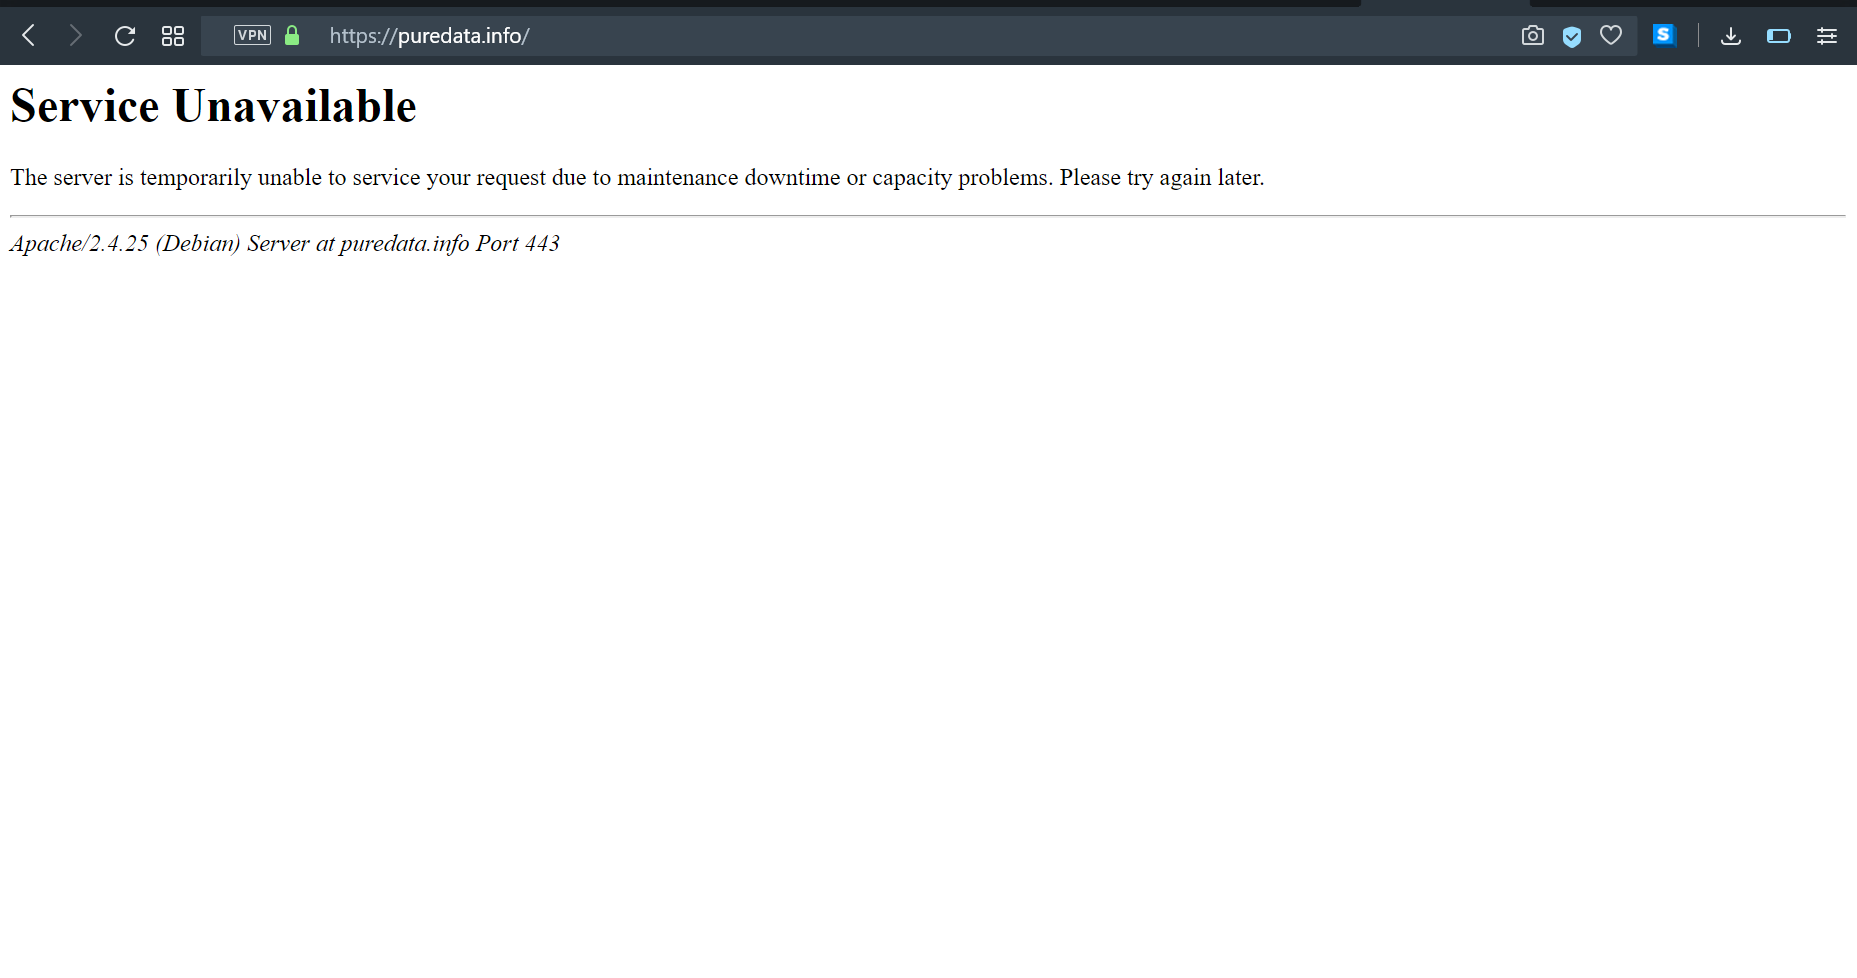 VPN https://puredata.info/ S
Service Unavailable
The server is temporarily unable to service your request due to maintenance downtime or capacity problems. Please try again later.
Apache/2.4.25 (Debian) Server at puredata.info Port 443